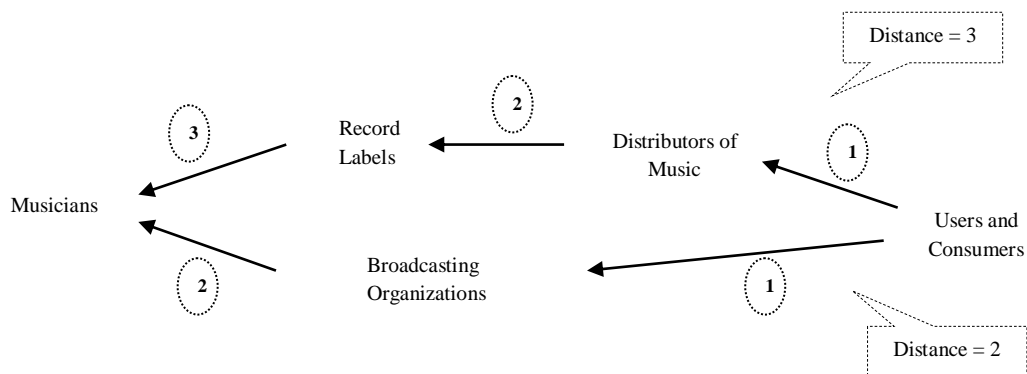 Distance = 3
2
3
Record
Labels
Distributors of
Music
1
Musicians
Users and
Consumers
Broadcasting
Organizations
2
1
Distance = 2